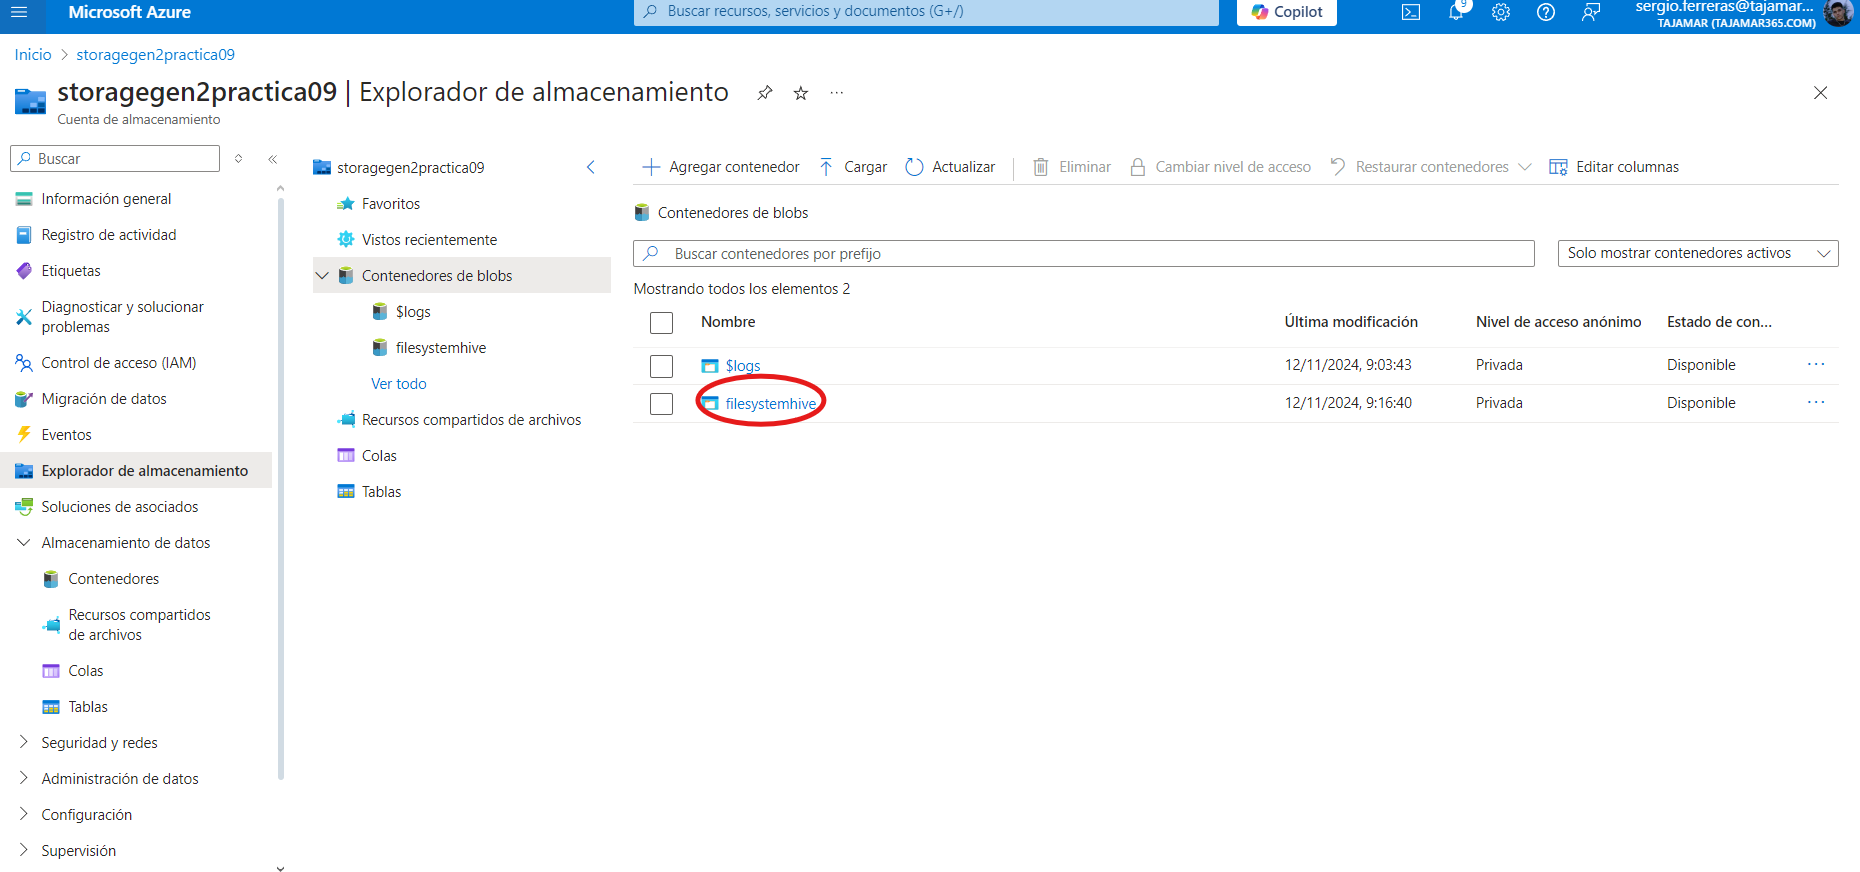 Microsoft Azure
Buscar recursos, servicios y documentos (G+/)
Copilot
9
sergio.ferreras@tajamar...
TAJAMAR (TAJAMAR365.COM)
Inicio > storagegen2practica09
storagegen2practica09 | Explorador de almacenamiento
Cuenta de almacenamiento
Buscar
Información general
Registro de actividad
Etiquetas
Diagnosticar y solucionar
problemas
Control de acceso (IAM)
Migración de datos
Eventos
Explorador de almacenamiento
Soluciones de asociados
Almacenamiento de datos
Contenedores
Recursos compartidos
de archivos
Colas
Tablas
Seguridad y redes
Administración de datos
Configuración
Supervisión
storagegen2practica09
Favoritos
Vistos recientemente
Contenedores de blobs
$logs
filesystemhive
Ver todo
Recursos compartidos de archivos
Colas
Tablas
Agregar contenedor Cargar Actualizar Eliminar Cambiar nivel de acceso Restaurar contenedores Editar columnas
Contenedores de blobs
Buscar contenedores por prefijo
Solo mostrar contenedores activos
Mostrando todos los elementos 2
Nombre Última modificación Nivel de acceso anónimo Estado de con...
$logs 12/11/2024, 9:03:43 Privada Disponible ...
filesystemhive 12/11/2024, 9:16:40 Privada Disponible ...